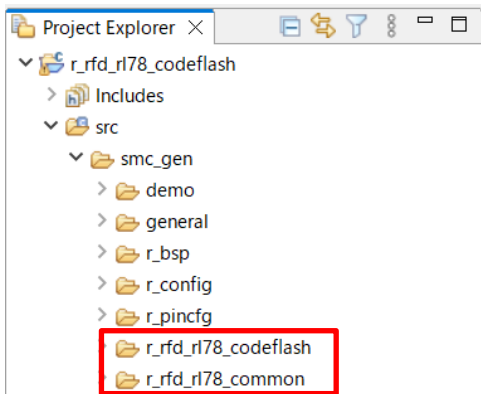 Project Explorer
r_rfd_rl78_codeflash
Includes
src
smc_gen
demo
general
r_bsp
r_config
r_pincfg
r_rfd_rl78_codeflash
r_rfd_rl78_common